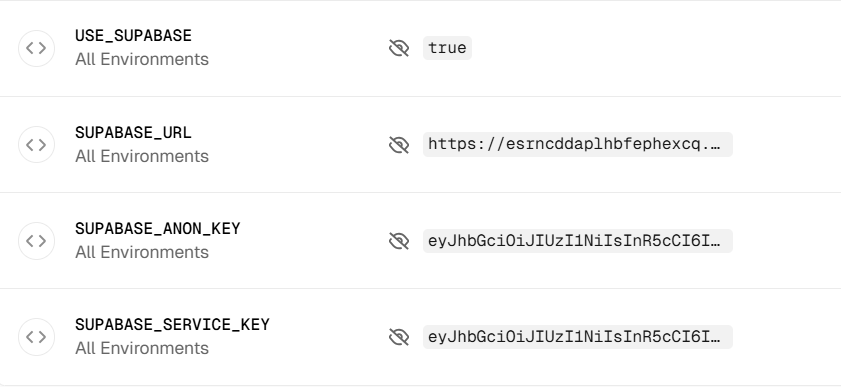 USE_SUPABASE
All Environments
true
SUPABASE_URL
All Environments
https://esrncddaplhbfephexcq.…
SUPABASE_ANON_KEY
All Environments
eyJhbGciOiJIUzI1NiIsInR5cCI6I…
SUPABASE_SERVICE_KEY
All Environments
eyJhbGciOiJIUzI1NiIsInR5cCI6I…